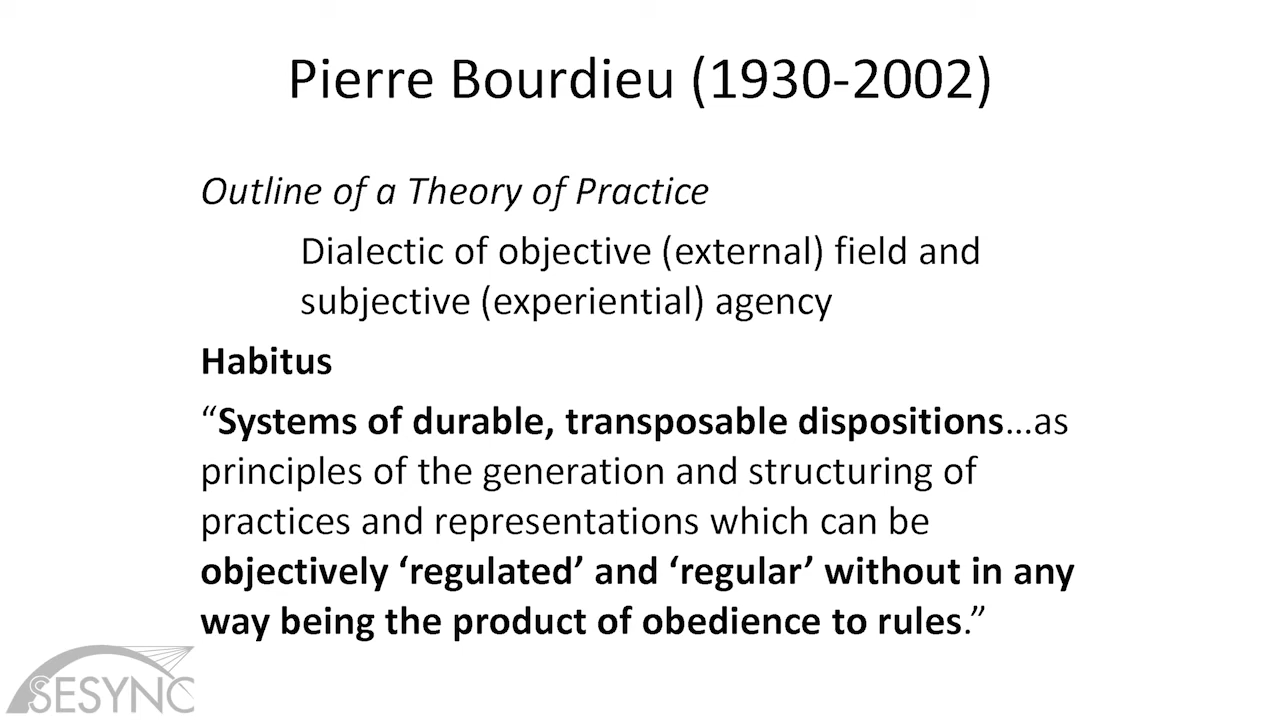 Pierre Bourdieu (1930-2002)
Outline of a Theory of Practice
Dialectic of objective (external) field and
subjective (experiential) agency
Habitus
“Systems of durable, transposable dispositions…as
principles of the generation and structuring of
practices and representations which can be
objectively ‘regulated’ and ‘regular’ without in any
way being the product of obedience to rules.”
SESYNC